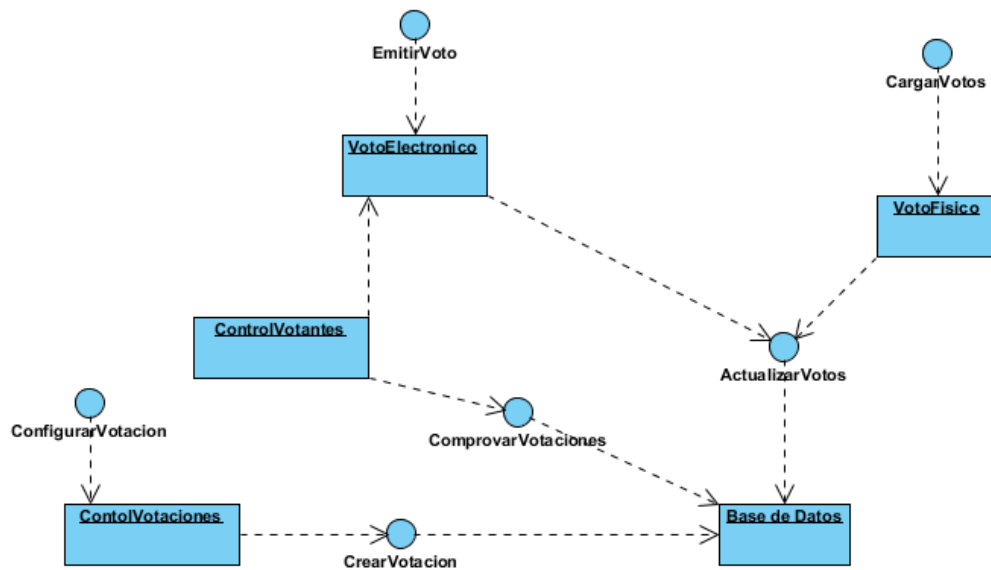 EmitirVoto
CargarVotos
VotoElectronico
VotoFisico
ControlVotantes
ActualizarVotos
ConfigurarVotacion
ComprovarVotaciones
ContolVotaciones
Base de Datos
CrearVotacion